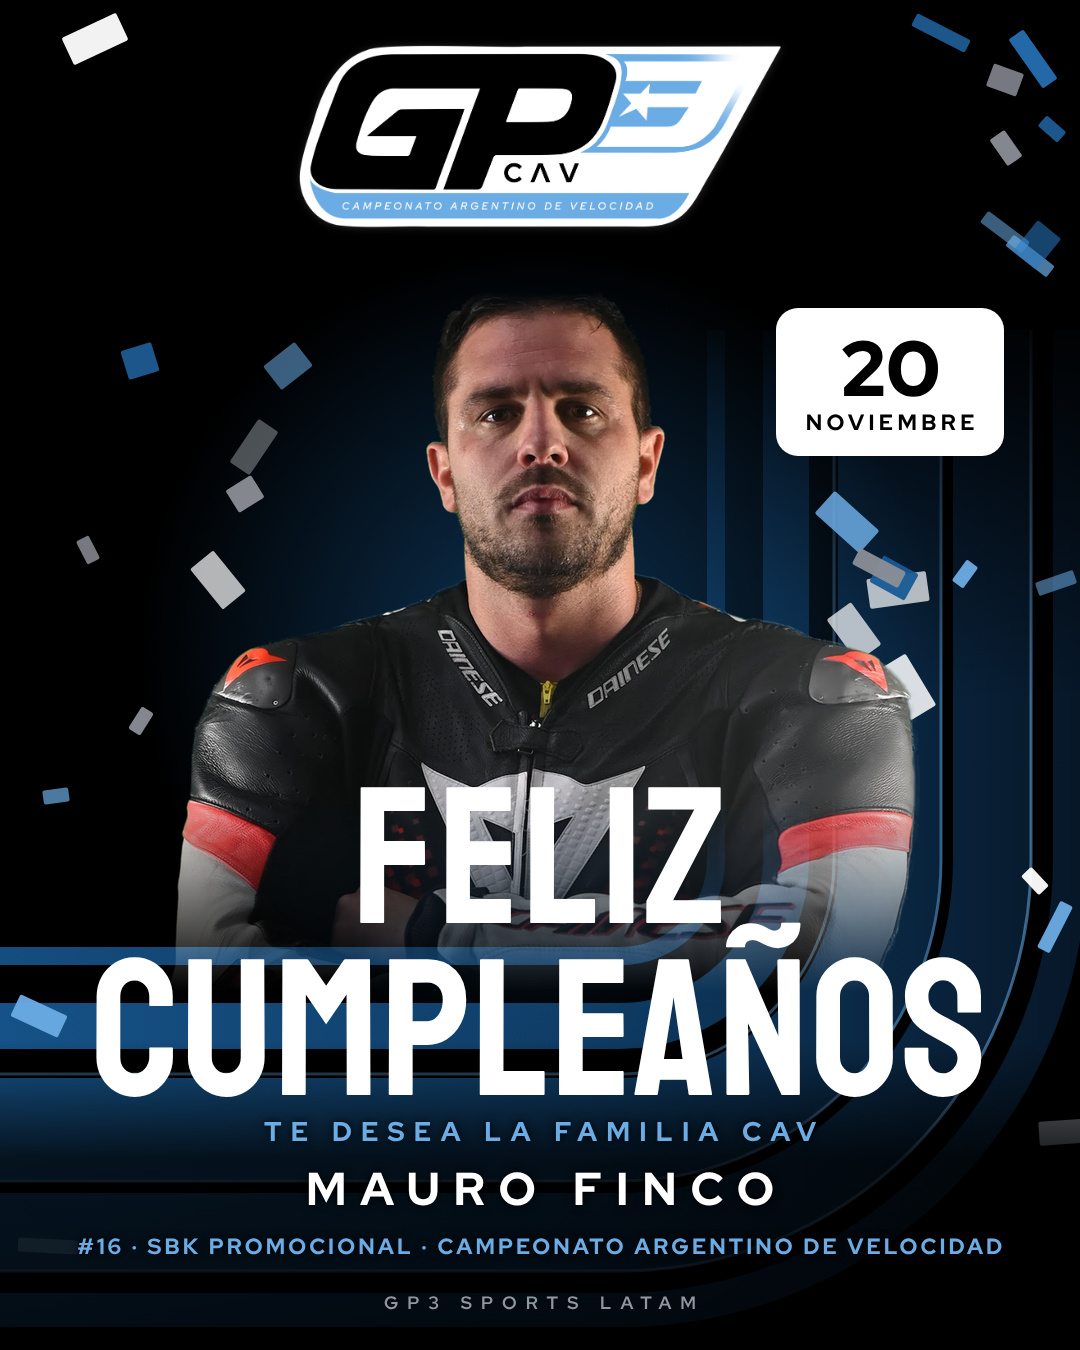 GP3
CAV
CAMPEONATO ARGENTINO DE VELOCIDAD
20
NOVIEMBRE
DAINESE
DAINESE
FELIZ
CUMPLEAÑOS
TE DESEA LA FAMILIA CAV
MAURO FINCO
#16 · SBK PROMOCIONAL · CAMPEONATO ARGENTINO DE VELOCIDAD
GP3 SPORTS LATAM